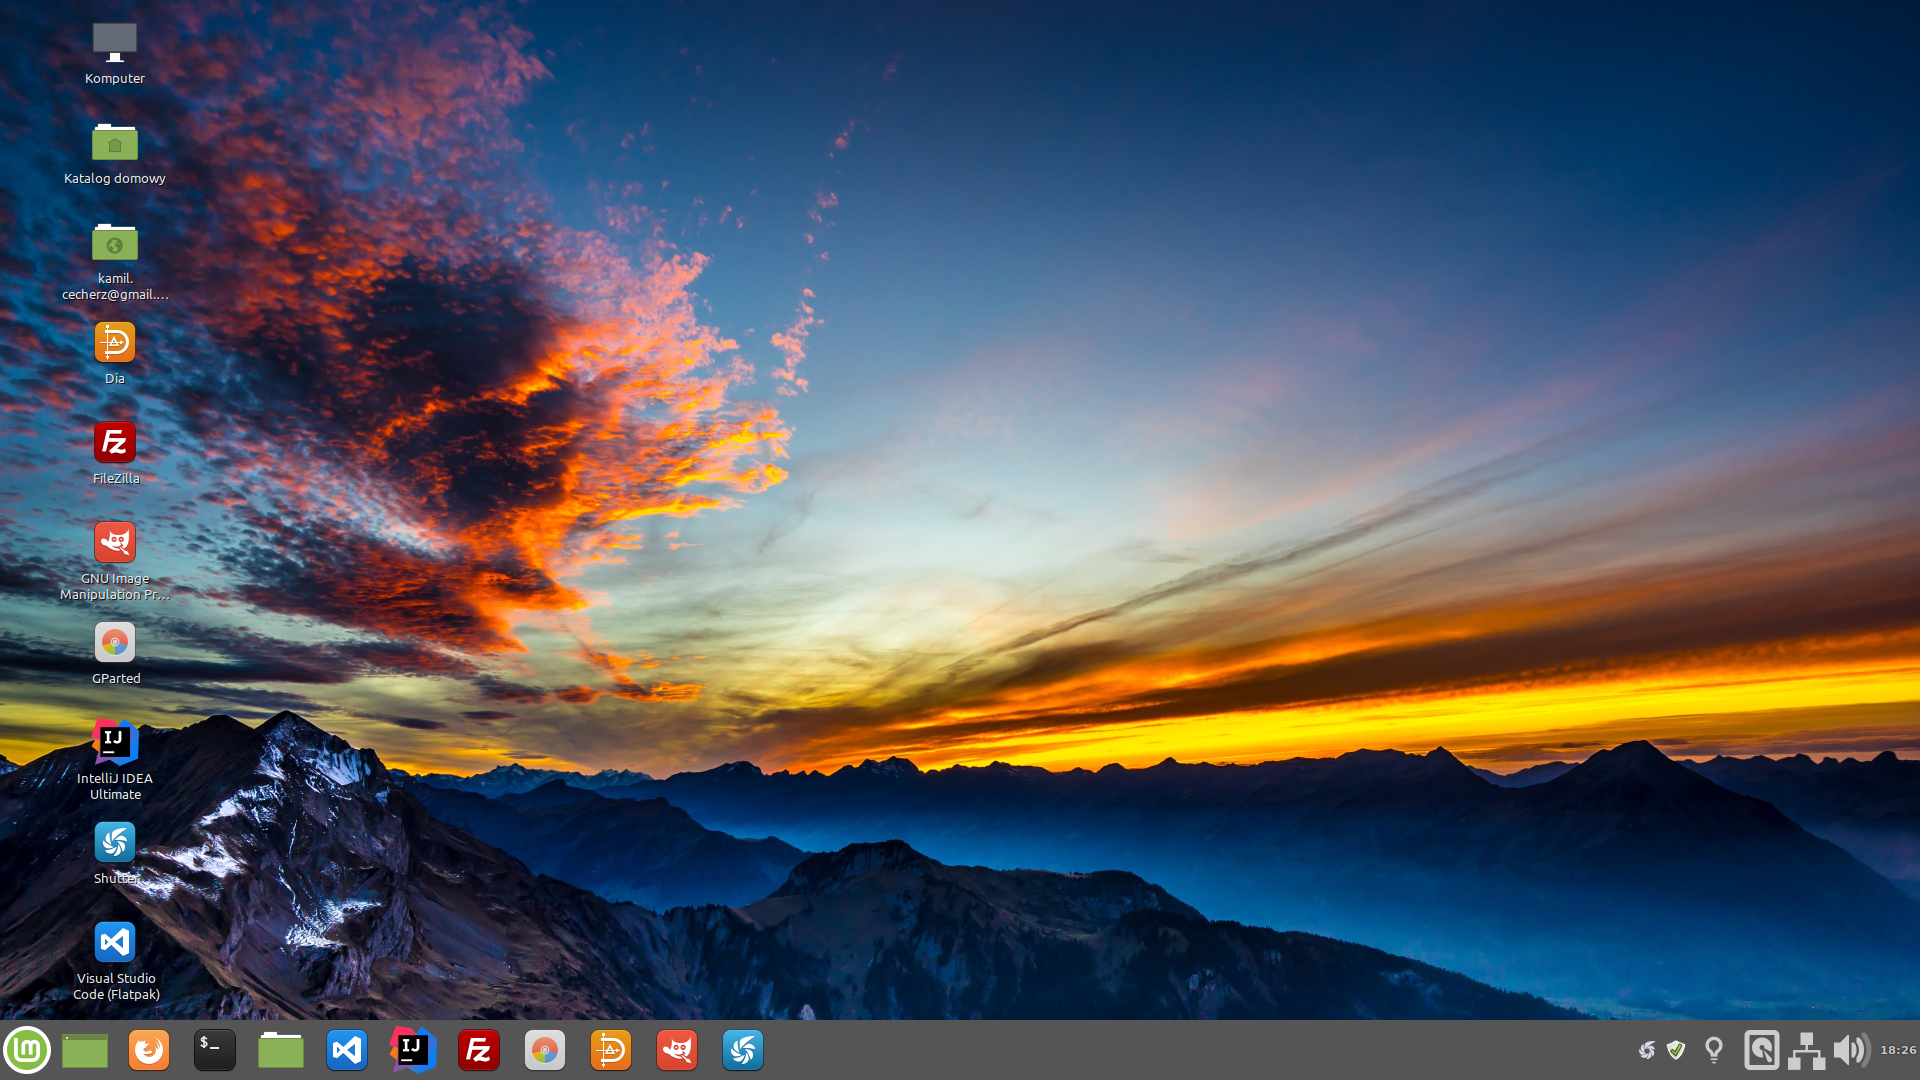 Komputer
Katalog domowy
kamil.
cecherz@gmail.…
Dia
FileZilla
GNU Image
Manipulation Pr…
GParted
IJ
IntelliJ IDEA
Ultimate
Shutter
Visual Studio
Code (Flatpak)
$_
IJ
Fz
18:26